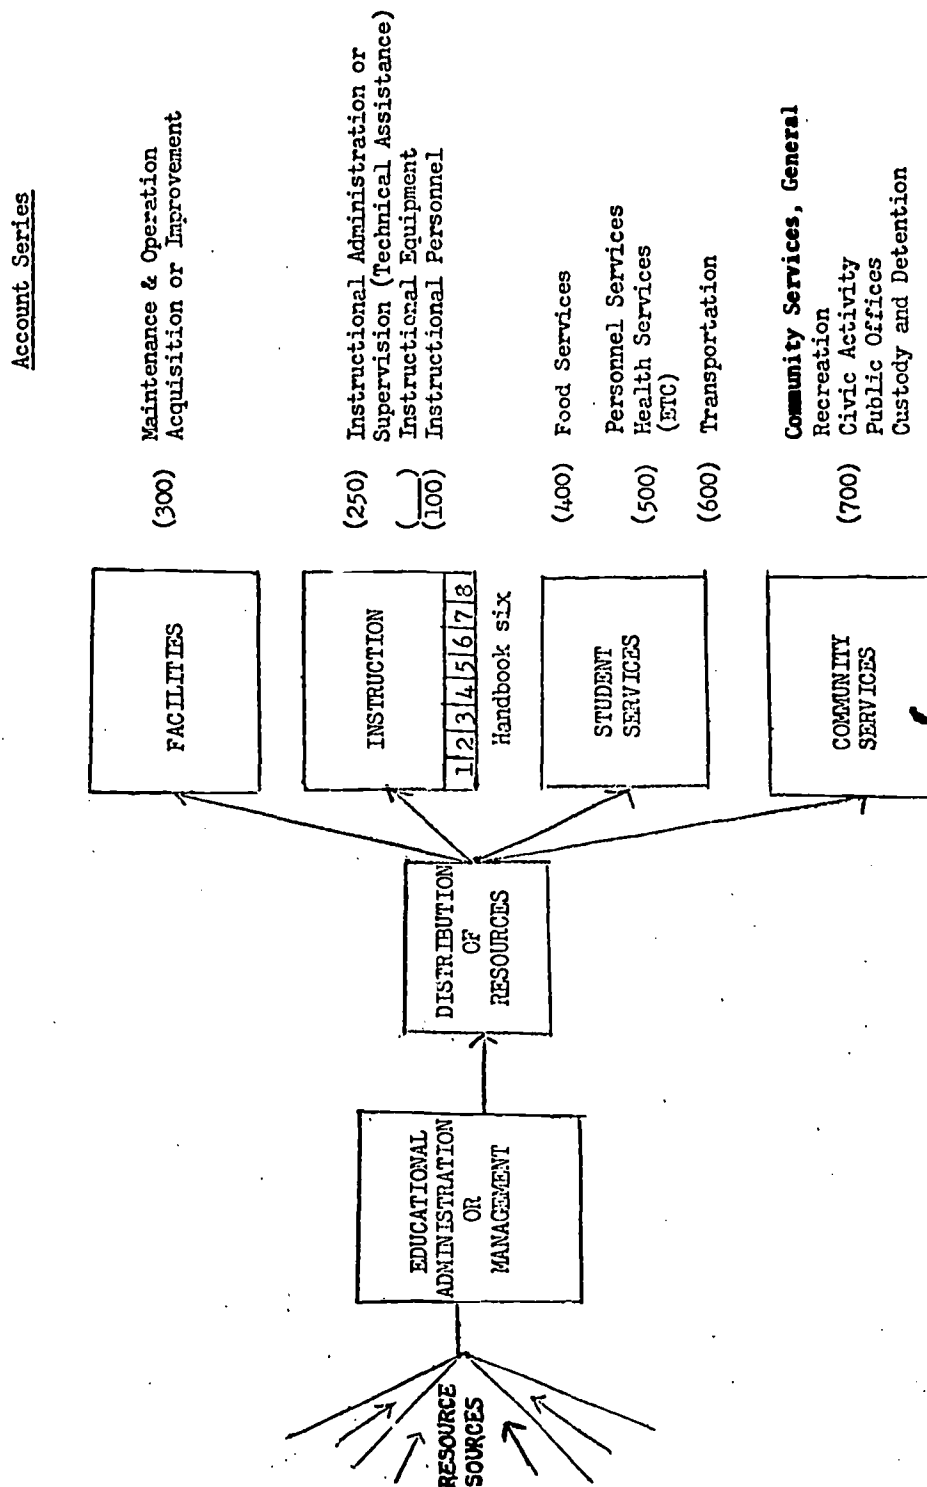 Account Series
RESOURCE
SOURCES
EDUCATIONAL
ADMINISTRATION
OR
MANAGEMENT
DISTRIBUTION
OF
RESOURCES
FACILITIES
(300)
Maintenance & Operation
Acquisition or Improvement
INSTRUCTION
1 2 3 4 5 6 7 8
Handbook six
(250) Instructional Administration or
Supervision (Technical Assistance)
(__) Instructional Equipment
(100) Instructional Personnel
STUDENT
SERVICES
(400) Food Services
Personnel Services
(500) Health Services
(ETC)
(600) Transportation
COMMUNITY
SERVICES
Community Services, General
Recreation
(700) Civic Activity
Public Offices
Custody and Detention